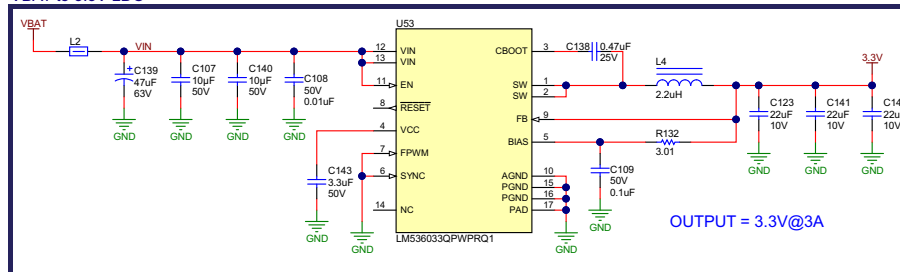 U53
VBAT
L2
VIN
C139
47uF
63V
C107
10µF
50V
C140
10µF
50V
C108
50V
0.01uF
GND
GND
GND
GND
12
VIN
13
VIN
11
EN
8
RESET
4
VCC
7
FPWM
6
SYNC
14
NC
C143
3.3uF
50V
GND
GND
CBOOT
3
SW
1
SW
2
FB
9
BIAS
5
AGND
10
PGND
15
PGND
16
PAD
17
LM536033QPWPRQ1
C138
0.47uF
25V
L4
2.2uH
R132
3.01
C109
50V
0.1uF
GND
GND
3.3V
C123
22uF
10V
C141
22uF
10V
10V
GND
GND
GND
OUTPUT = 3.3V@3A